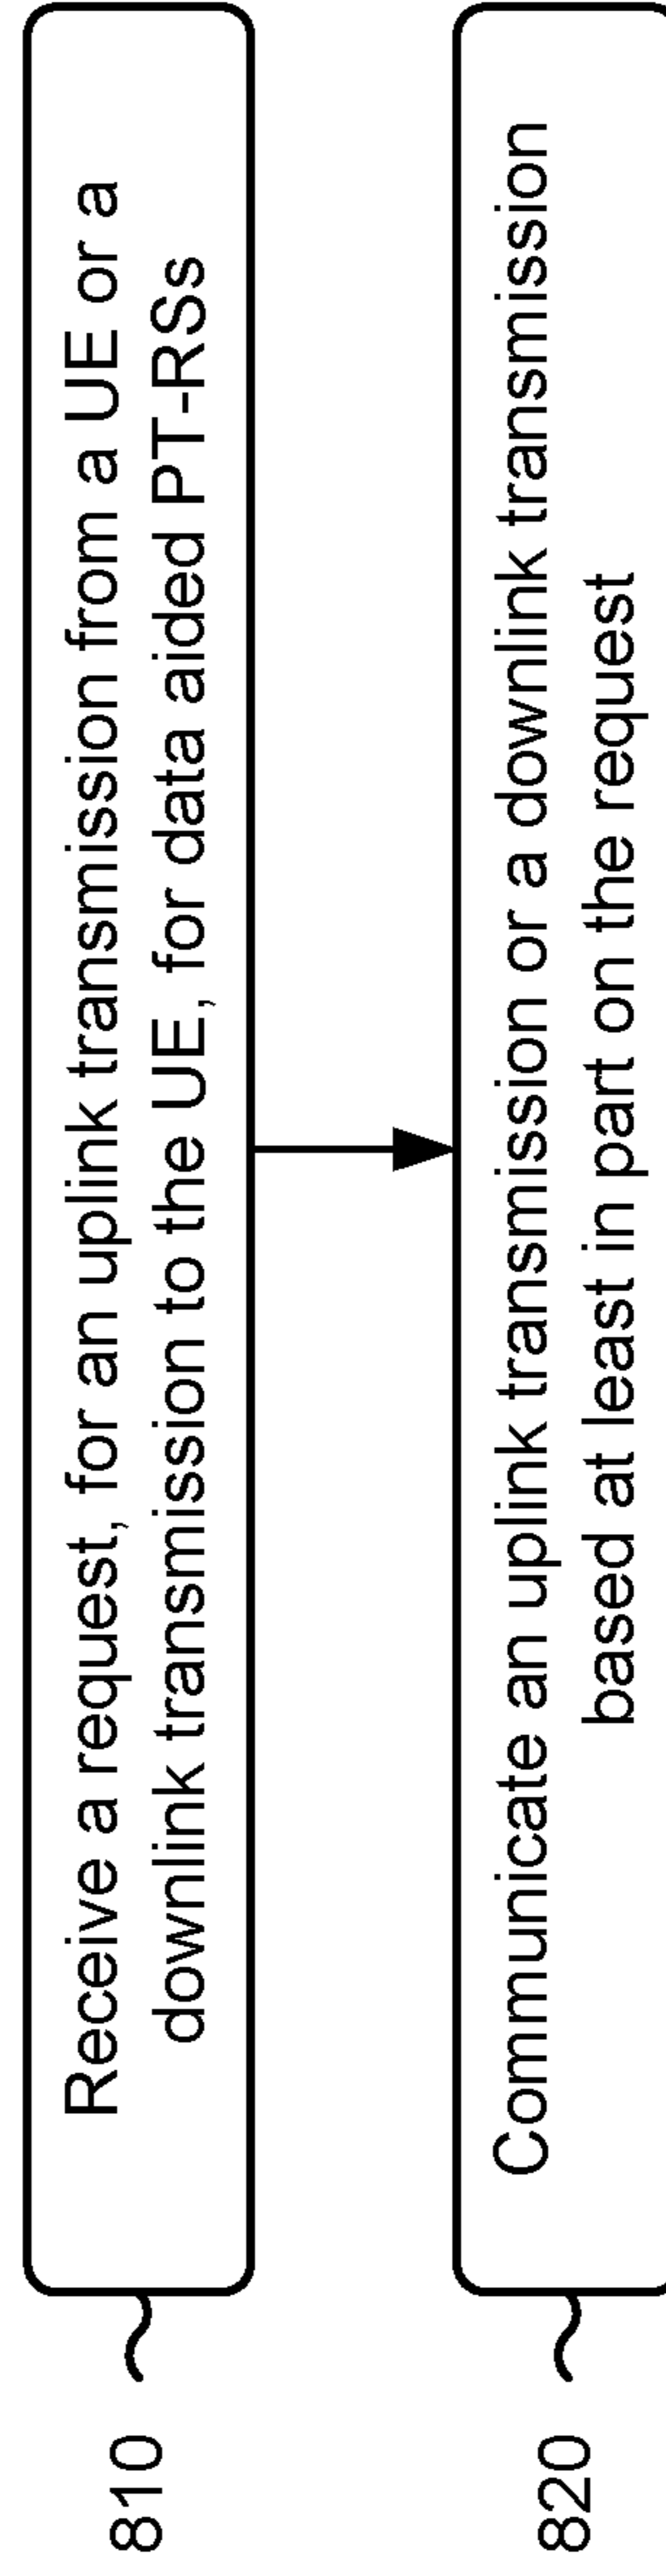 810
Receive a request, for an uplink transmission from a UE or a
downlink transmission to the UE, for data aided PT-RSs
820
Communicate an uplink transmission or a downlink transmission
based at least in part on the request